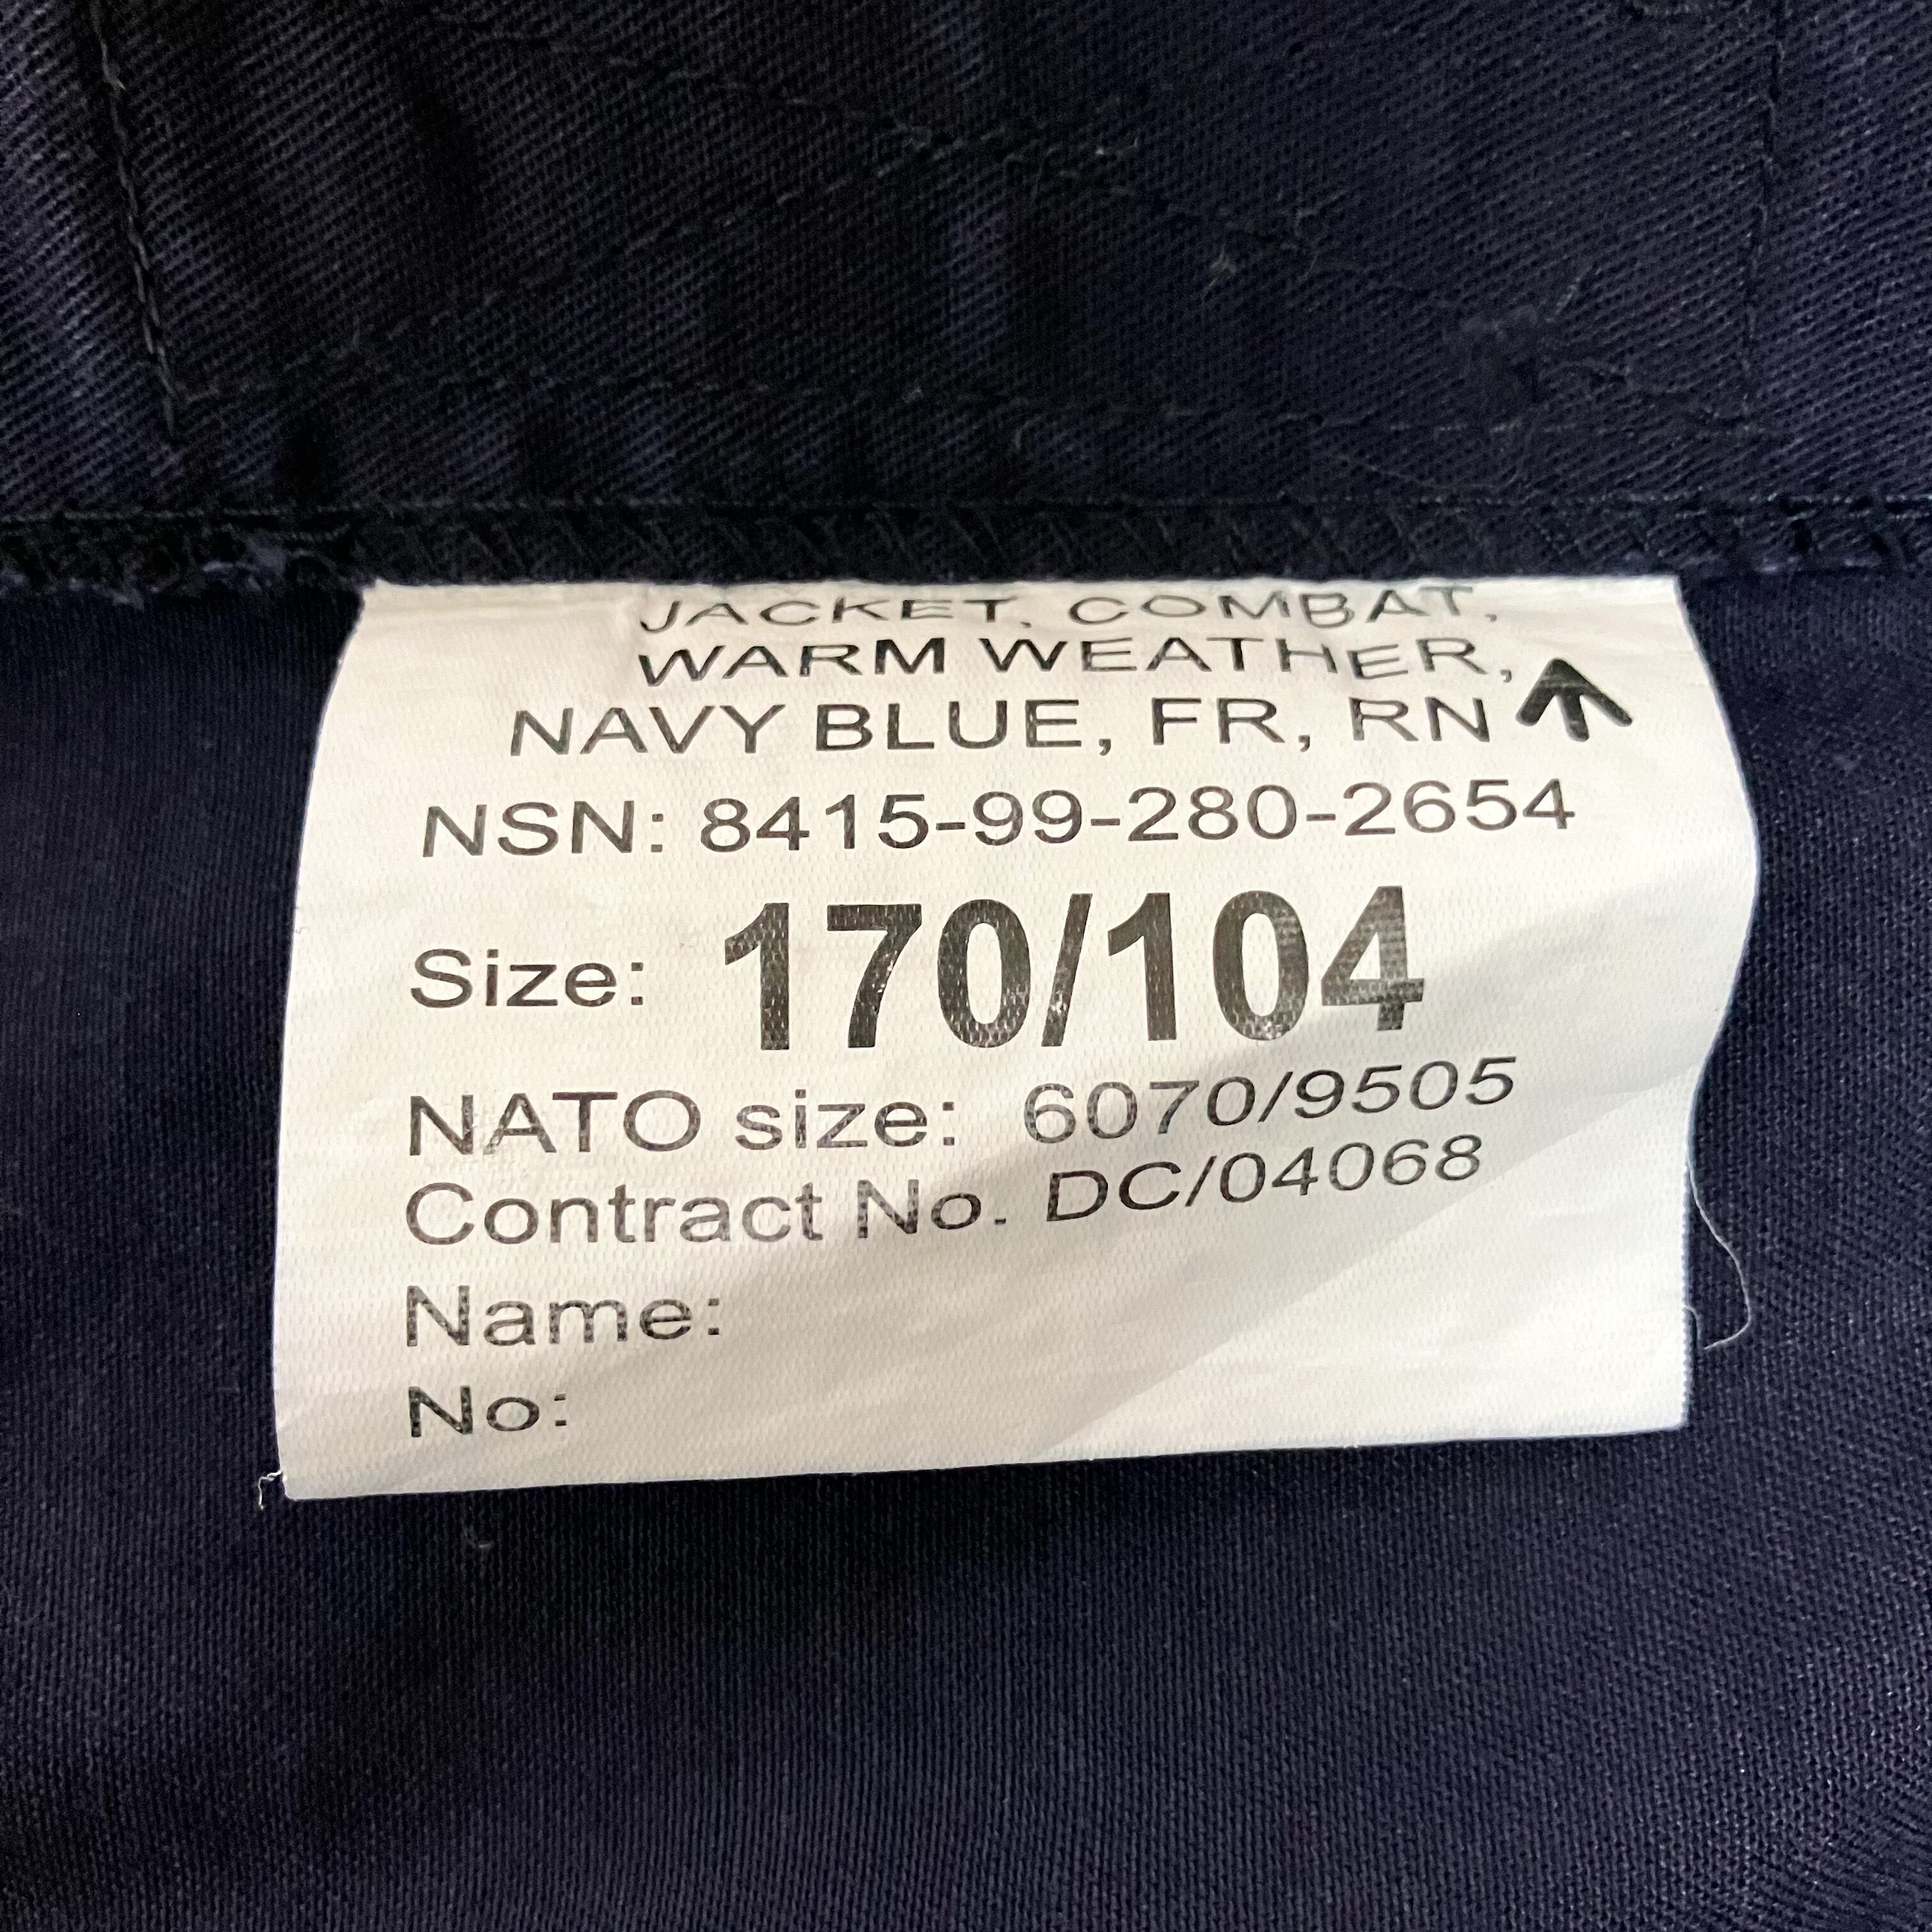 JACKET, COMBAT,
WARM WEATHER,
NAVY BLUE, FR, RN
NSN: 8415-99-280-2654
Size: 170/104
NATO size: 6070/9505
Contract No. DC/04068
Name:
No: